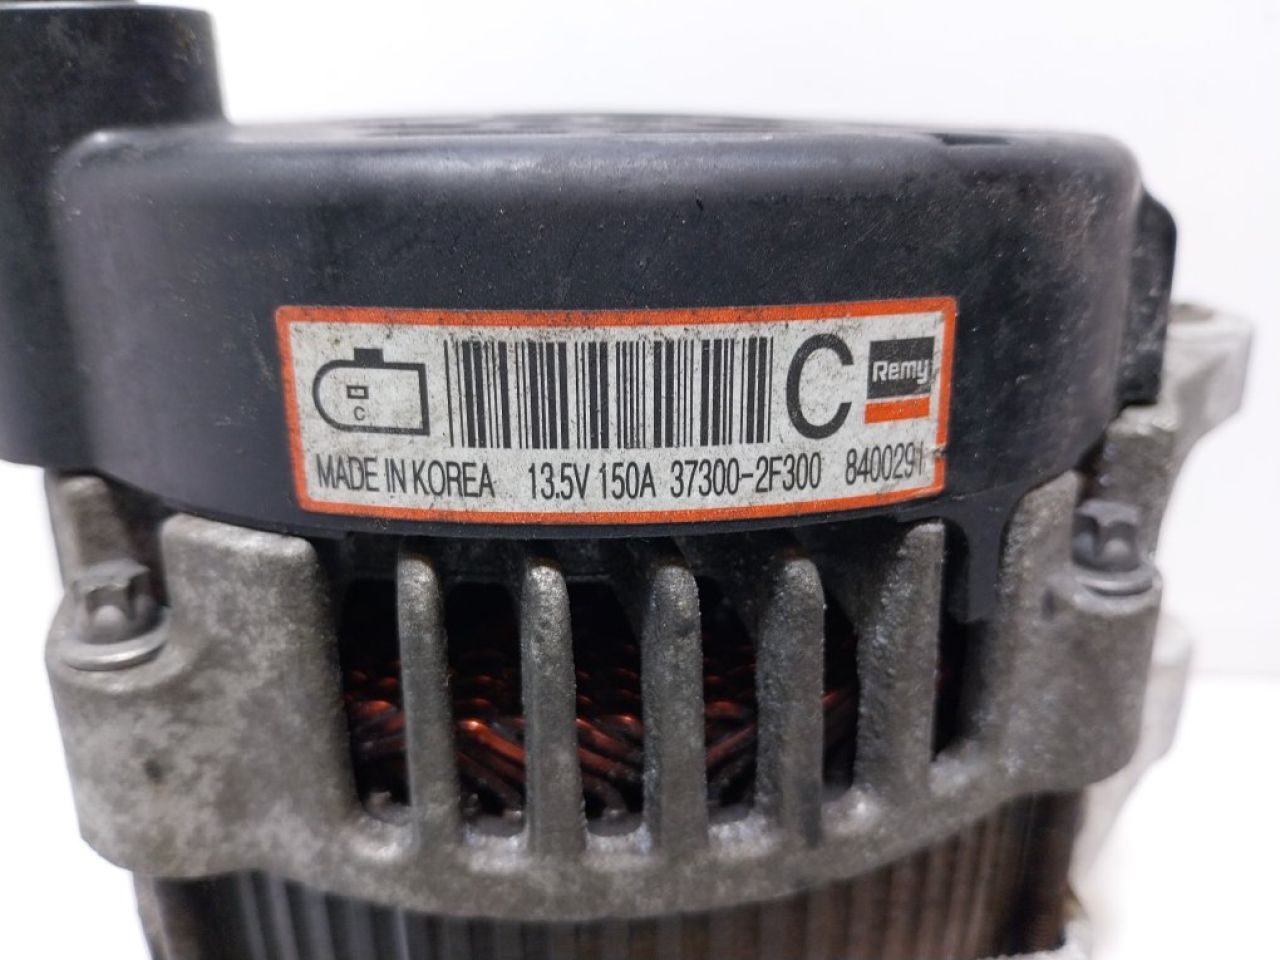 C
C
Remy
MADE IN KOREA 13.5V 150A 37300-2F300 8400291